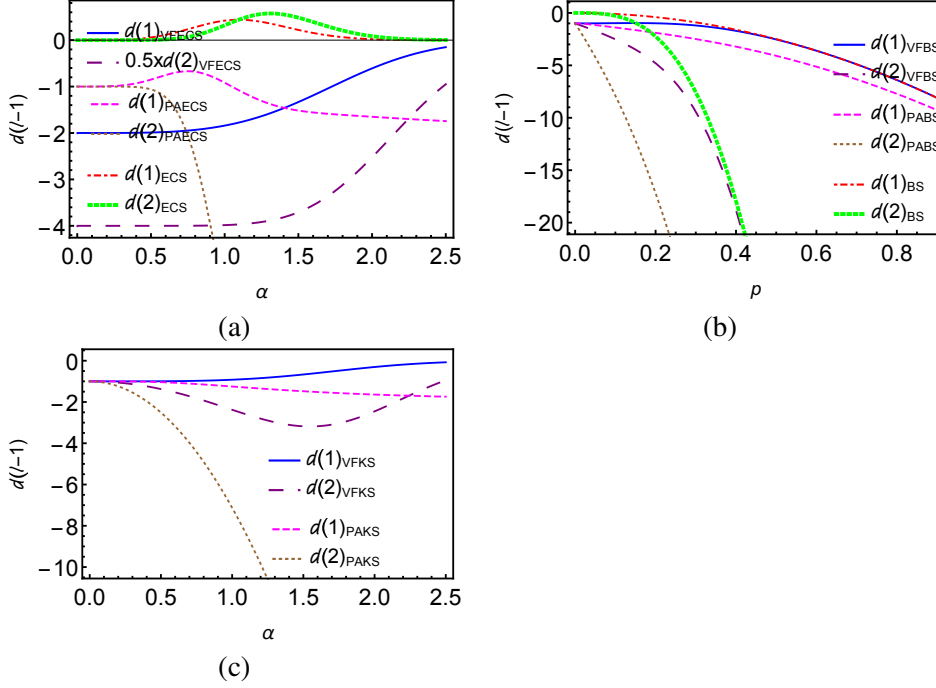 d(1)VFECS
0.5xd(2)VFECS
d(1)PAECS
d(2)PAECS
d(1)ECS
d(2)ECS
d(l-1)
0
-1
-2
-3
-4
0.0 0.5 1.0 1.5 2.0 2.5
α
(a)
d(1)VFBS
d(2)VFBS
d(1)PABS
d(2)PABS
d(1)BS
d(2)BS
d(l-1)
0
-5
-10
-15
-20
0.0 0.2 0.4 0.6 0.8
p
(b)
d(1)VFKS
d(2)VFKS
d(1)PAKS
d(2)PAKS
d(l-1)
0
-2
-4
-6
-8
-10
0.0 0.5 1.0 1.5 2.0 2.5
α
(c)